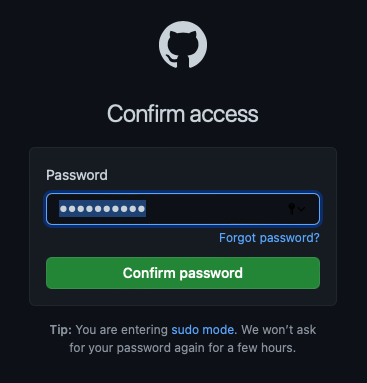 Confirm access
Password
••••••••••
Forgot password?
Confirm password
Tip: You are entering sudo mode. We won’t ask
for your password again for a few hours.